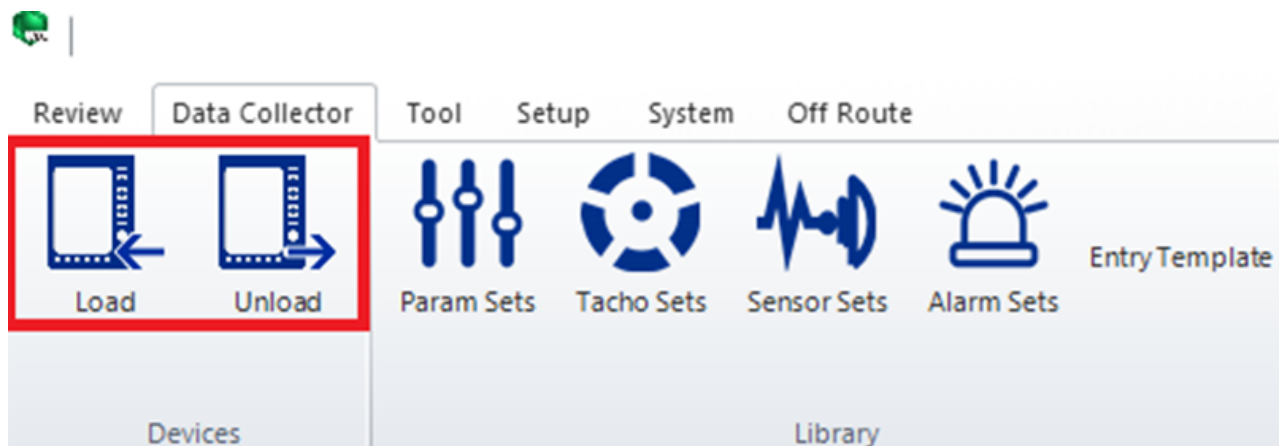 Review Data Collector Tool Setup System Off Route
Load Unload Param Sets Tacho Sets Sensor Sets Alarm Sets Entry Template
Devices Library